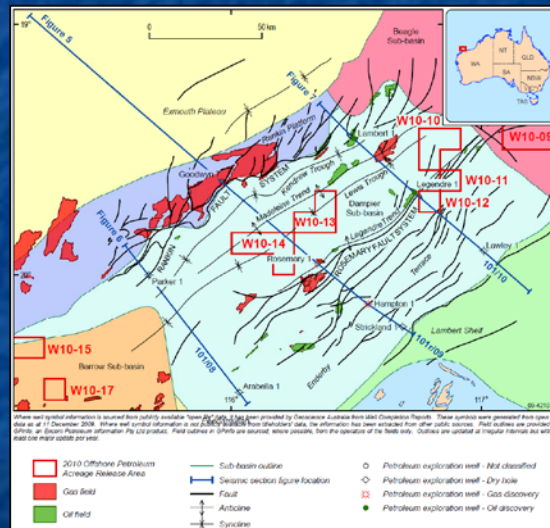 19°
0
50 km
Figure 5
Beagle
Sub-basin
Figure 7
WA
NT
QLD
SA
NSW
TAS
Exmouth Plateau
Rankin Platform
Lambert 1
W10-10
W10-09
Goodwyn
SYSTEM
Kendrew Trough
FAULT
Madeleine Trend
Lewis Trough
Legendre 1
W10-11
W10-12
Dampier
Sub-basin
W10-13
Legendre Trend
ROSEMARY FAULT SYSTEM
Figure 6
W10-14
RANKIN
Rosemary 1
Lawley 1
101/10
Parker 1
Terrace
Hampton 1
Strickland 1
101r/09
Lambert Shelf
W10-15
Barrow Sub-basin
W10-17
101/08
Enderby
Arabella 1
116°
117°
2010 Offshore Petroleum
Acreage Release Area
Gas field
Oil field
Sub-basin outline
Seismic section figure location
Fault
Anticline
Syncline
Petroleum exploration well - Not classified
Petroleum exploration well - Dry hole
Petroleum exploration well - Gas discovery
Petroleum exploration well - Oil discovery